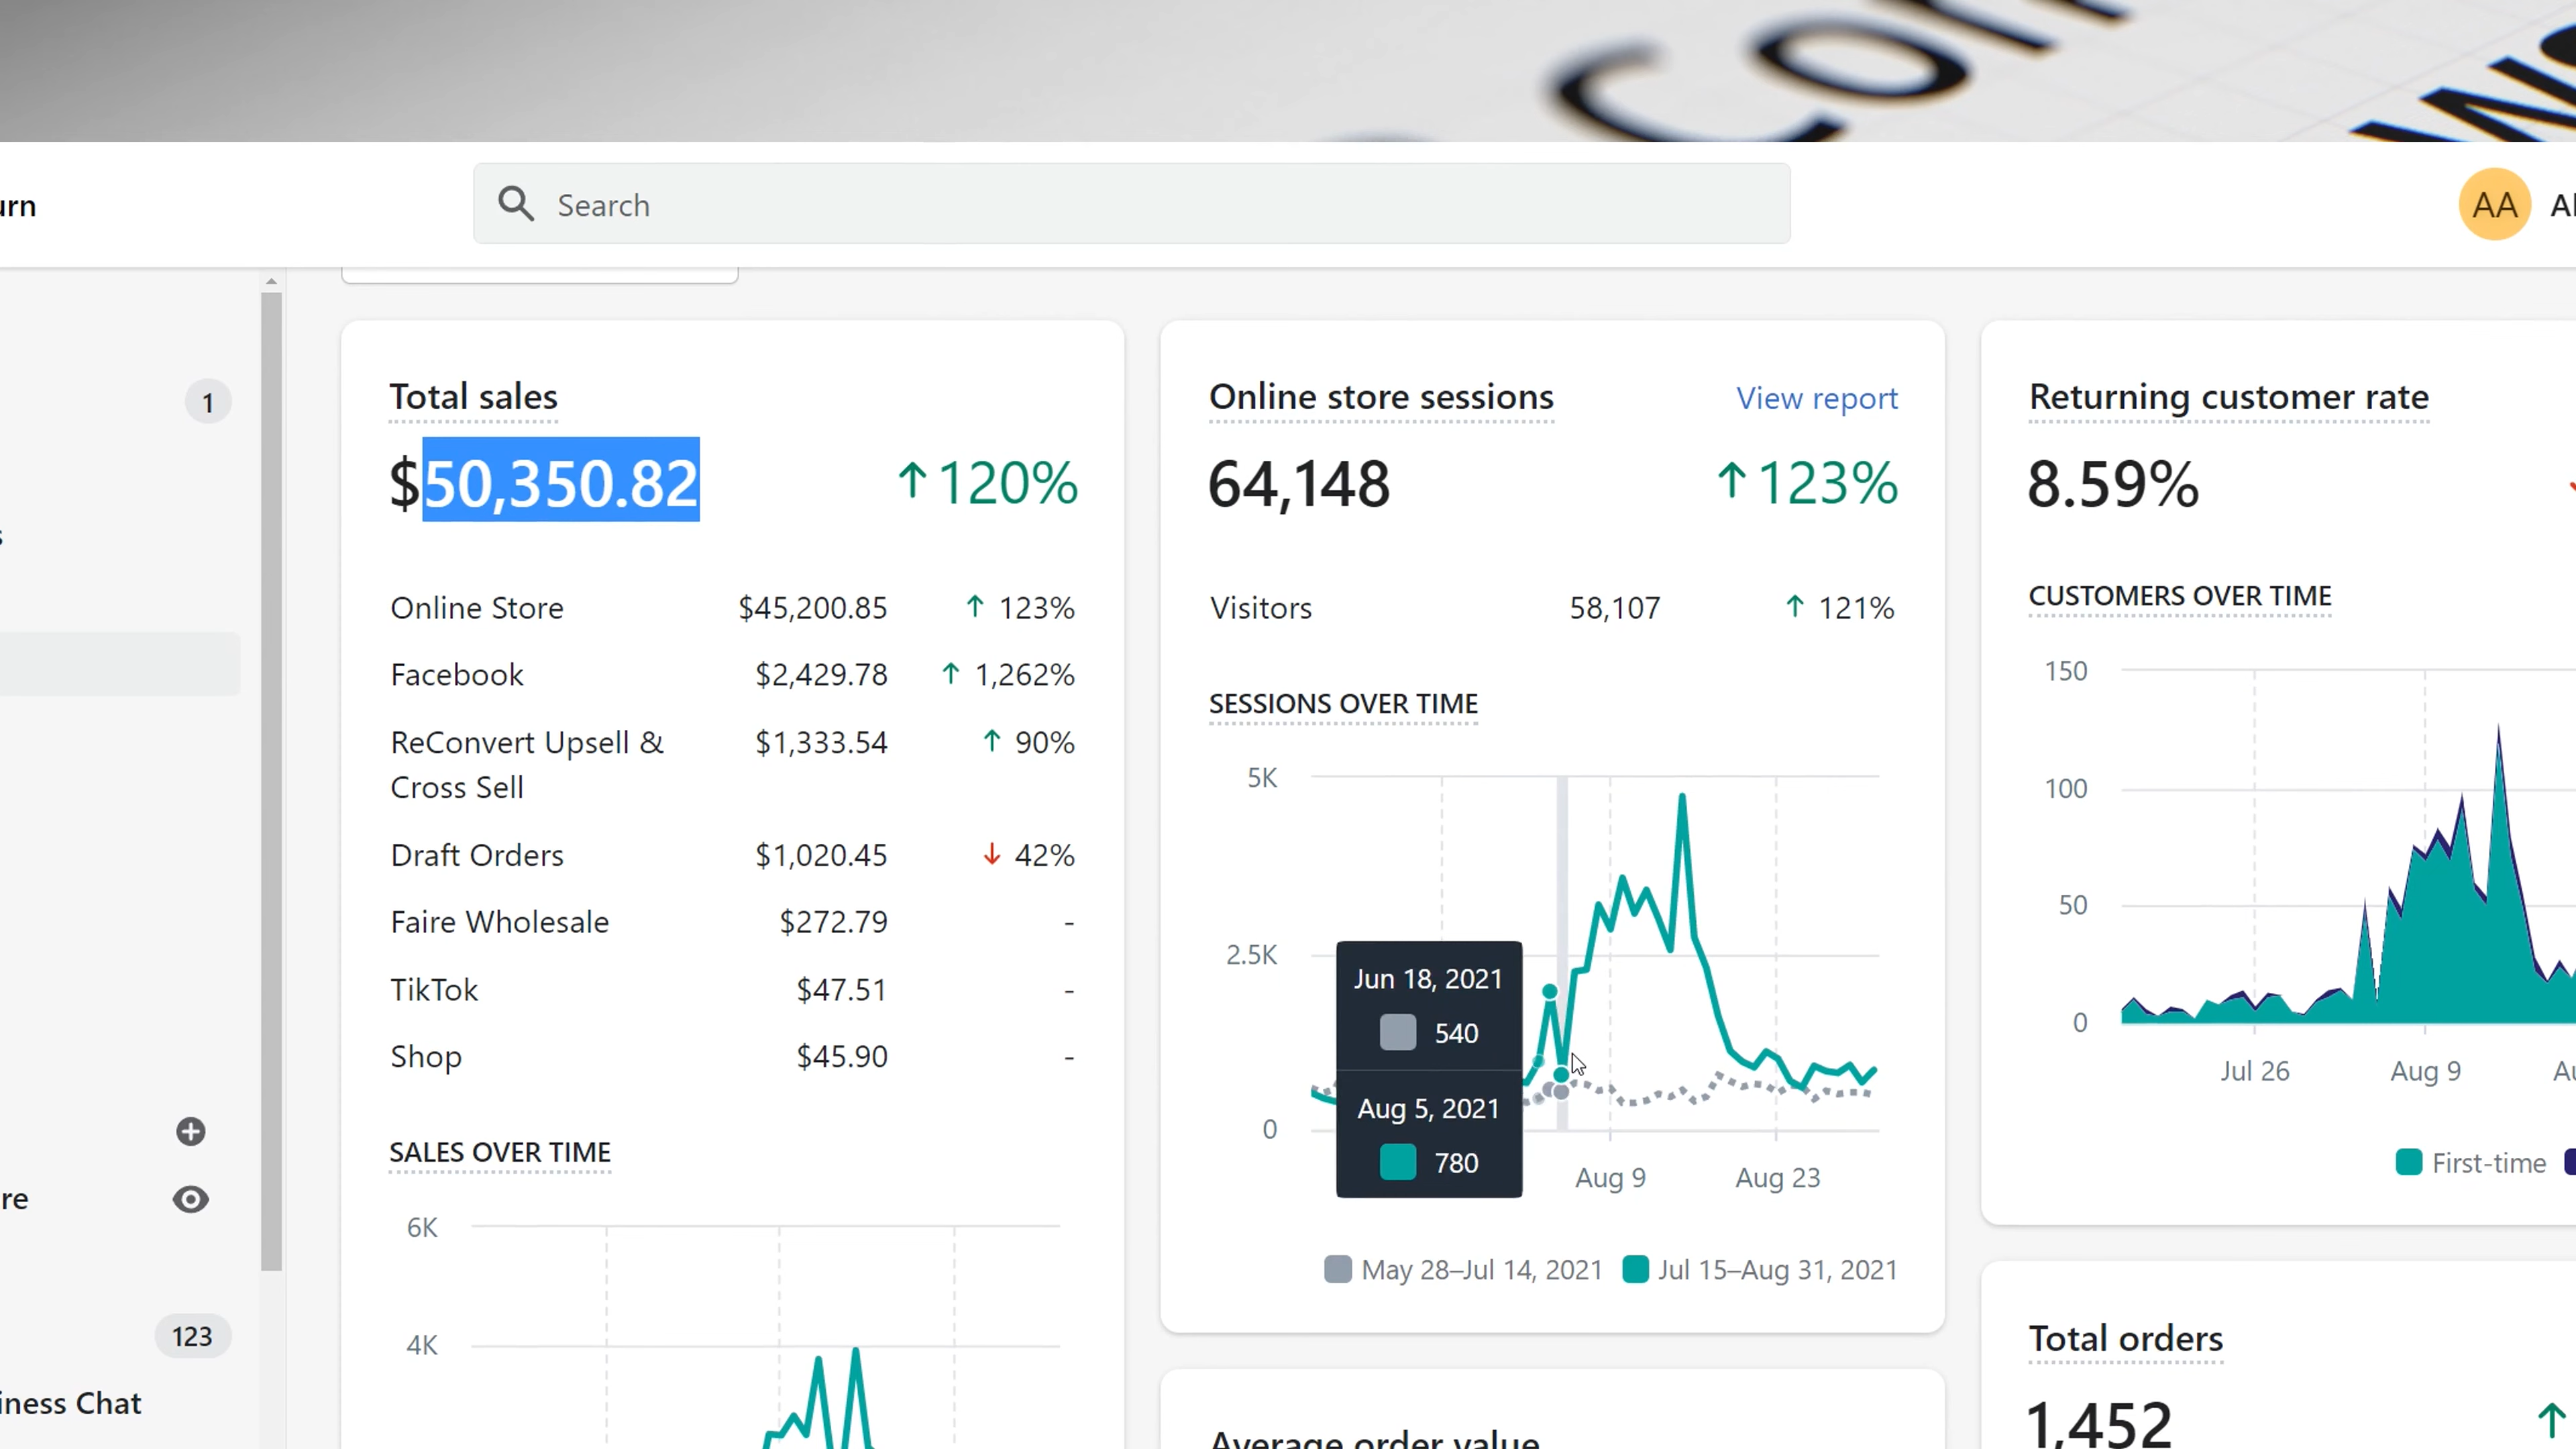 Search
AA
1
Total sales
$50,350.82 ↑120%
Online Store $45,200.85 ↑ 123%
Facebook $2,429.78 ↑ 1,262%
ReConvert Upsell & $1,333.54 ↑ 90%
Cross Sell
Draft Orders $1,020.45 ↓ 42%
Faire Wholesale $272.79 -
TikTok $47.51 -
Shop $45.90 -
SALES OVER TIME
6K
4K
123
iness Chat
Online store sessions View report
64,148 ↑123%
Visitors 58,107 ↑ 121%
SESSIONS OVER TIME
5K
2.5K
0
Jun 18, 2021
540
Aug 5, 2021
780
Aug 9 Aug 23
May 28–Jul 14, 2021 Jul 15–Aug 31, 2021
Average order value
Returning customer rate
8.59%
CUSTOMERS OVER TIME
150
100
50
0
Jul 26 Aug 9
First-time
Total orders
1,452 ↑